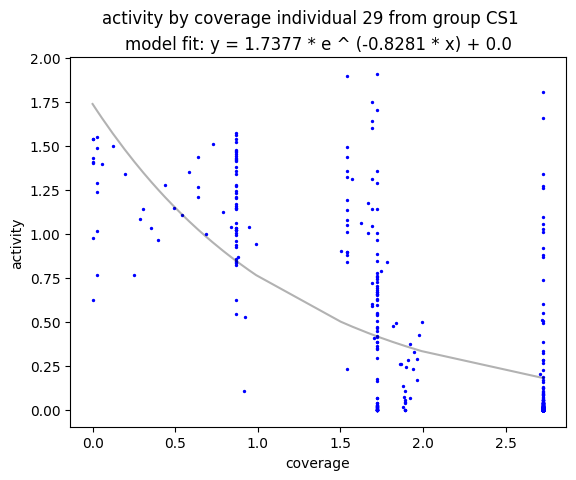 activity by coverage individual 29 from group CS1
model fit: y = 1.7377 * e ^ (-0.8281 * x) + 0.0
2.00
1.75
1.50
1.25
1.00
0.75
0.50
0.25
0.00
activity
0.0 0.5 1.0 1.5 2.0 2.5
coverage